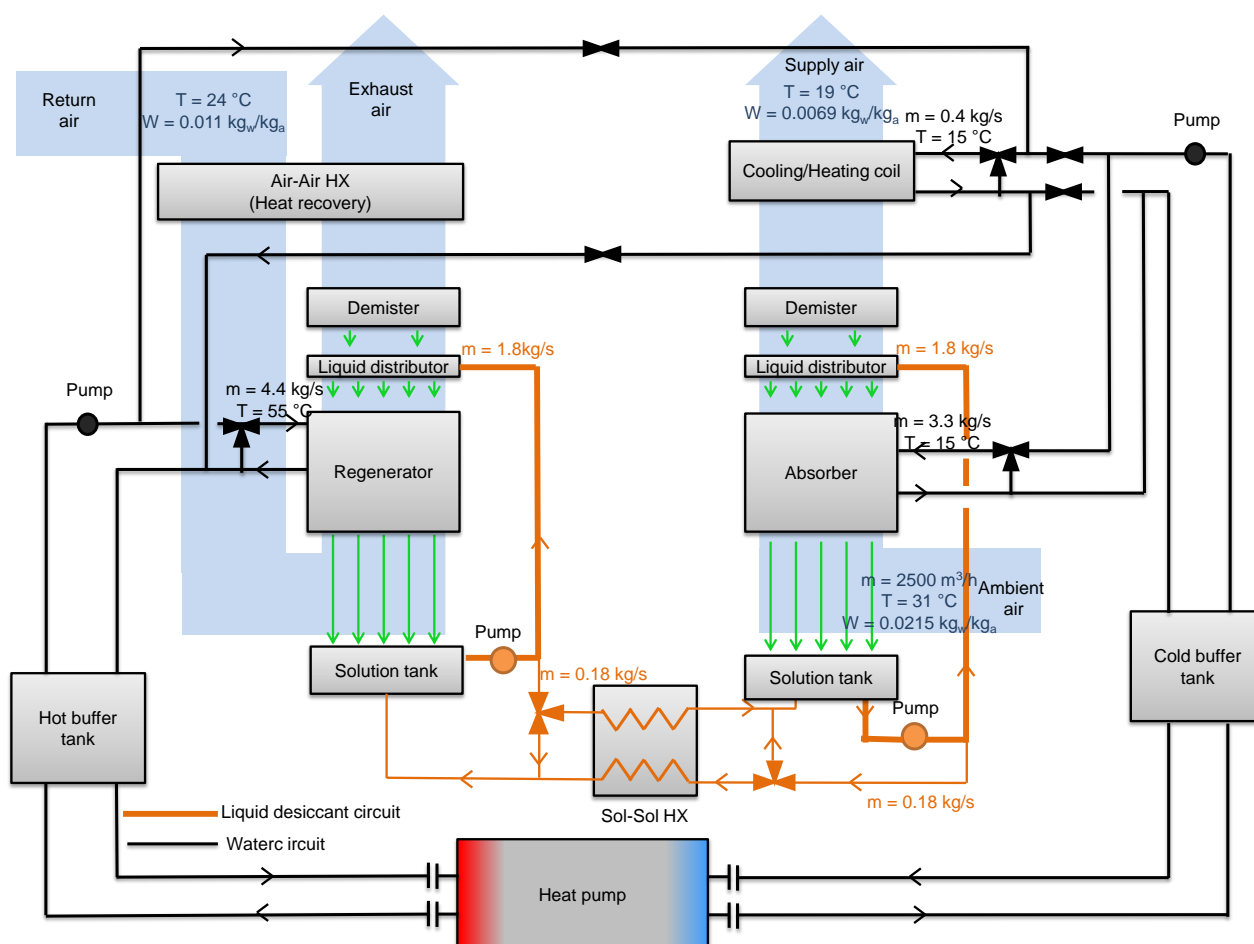 Return
air
T = 24 °C
W = 0.011 kgw/kga
Exhaust
air
Supply air
T = 19 °C
W = 0.0069 kgw/kga
m = 0.4 kg/s
T = 15 °C
Pump
Air-Air HX
(Heat recovery)
Cooling/Heating coil
Demister
Demister
Liquid distributor
m = 1.8kg/s
Liquid distributor
m = 1.8 kg/s
Pump
m = 4.4 kg/s
T = 55 °C
m = 3.3 kg/s
T = 15 °C
Regenerator
Absorber
m = 2500 m³/h
T = 31 °C
W = 0.0215 kgw/kga
Ambient
air
Pump
Solution tank
m = 0.18 kg/s
Solution tank
Pump
Cold buffer
tank
Hot buffer
tank
m = 0.18 kg/s
Sol-Sol HX
Liquid desiccant circuit
Waterc ircuit
Heat pump